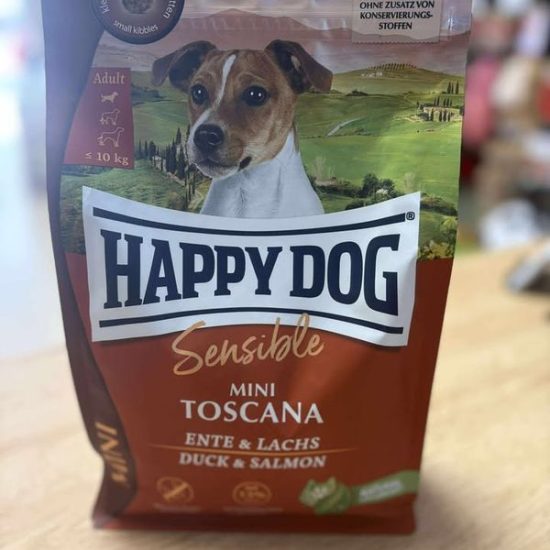 small kibbles
OHNE ZUSATZ VON
KONSERVIERUNGS-
STOFFEN
Adult
≤ 10 kg
HAPPY DOG®
Sensible
MINI
TOSCANA
ENTE & LACHS
DUCK & SALMON
MINI